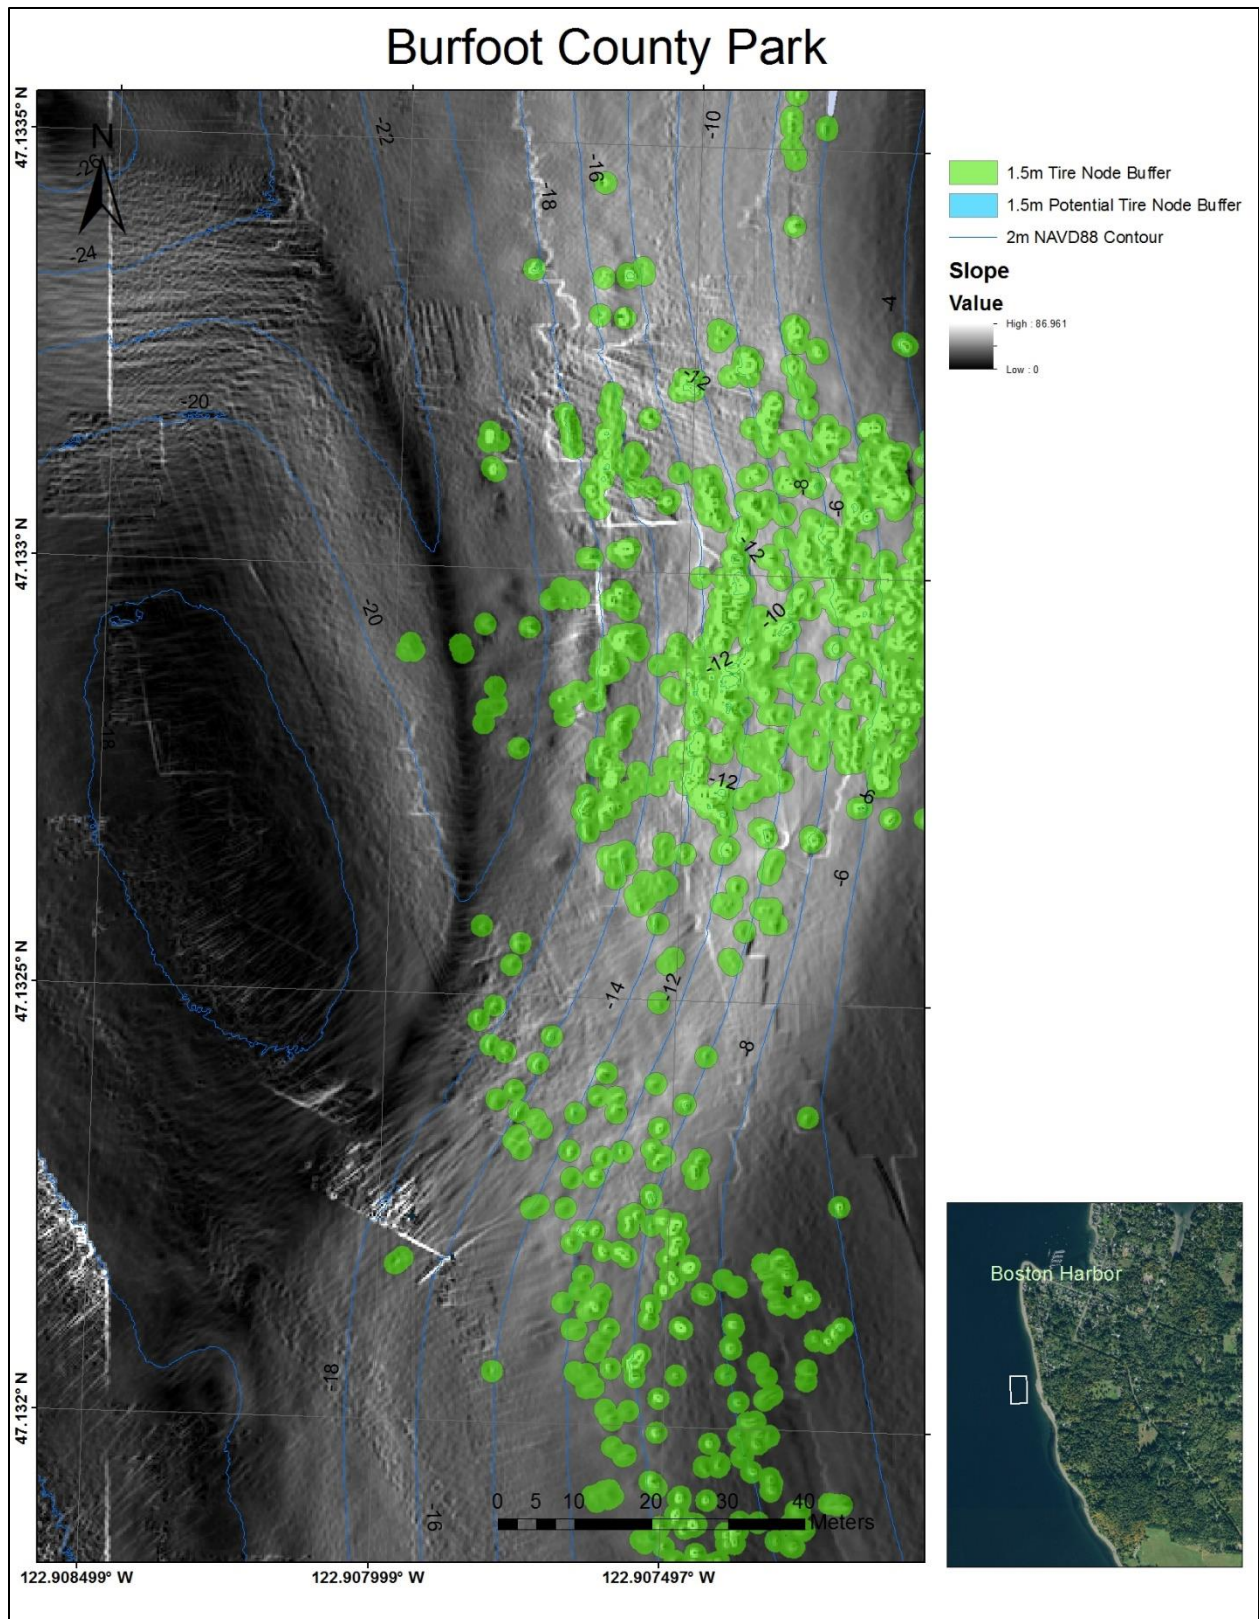 Burfoot County Park
47.1335° N
47.133° N
47.1325° N
47.132° N
N
-26
-24
-22
-20
-20
-18
-16
-10
-18
4
-12
-8
-6
-12
-10
-12
-12
-6
-6
-14
-12
-8
-18
-18
-16
0 5 10 20 30 40
Meters
122.908499° W
122.907999° W
122.907497° W
1.5m Tire Node Buffer
1.5m Potential Tire Node Buffer
2m NAVD88 Contour
Slope
Value
High : 86.961
Low : 0
Boston Harbor